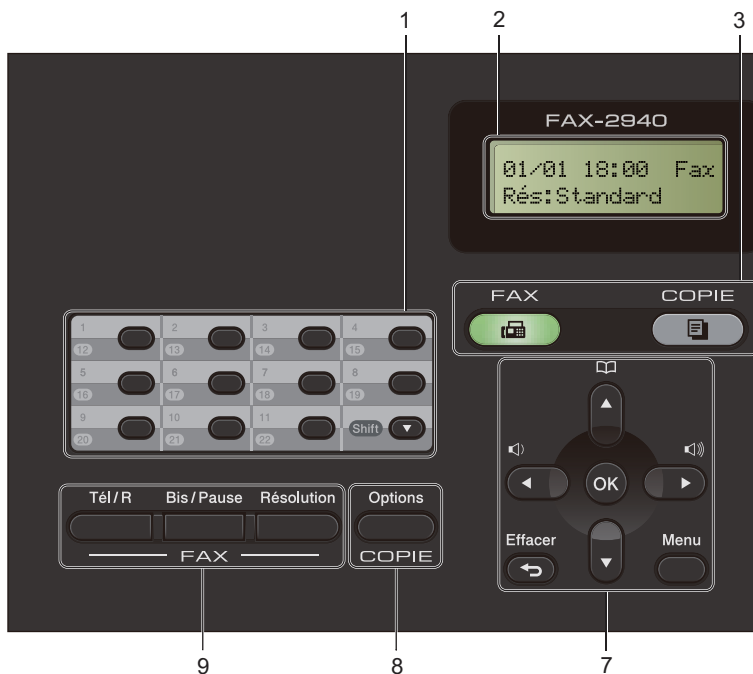 1 2 3
FAX-2940
01/01 18:00 Fax
Rés:Standard
FAX COPIE
1 2 3 4
12 13 14 15
5 6 7 8
16 17 18 19
9 10 11 Shift
20 21 22
OK
Tél/R Bis/Pause Résolution Options
FAX COPIE
Effacer Menu
9 8 7